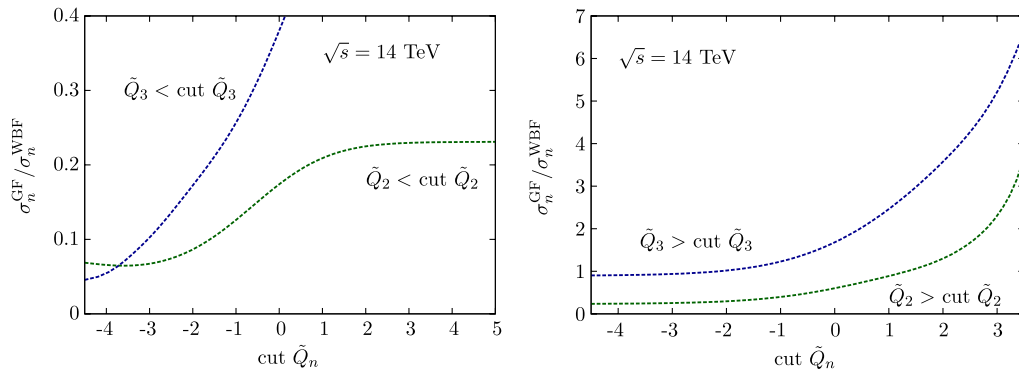 0.4
0.3
0.2
0.1
0
σ_n^GF/σ_n^WBF
√s = 14 TeV
Q̃_3 < cut Q̃_3
Q̃_2 < cut Q̃_2
-4 -3 -2 -1 0 1 2 3 4 5
cut Q̃_n
7
6
5
4
3
2
1
0
σ_n^GF/σ_n^WBF
√s = 14 TeV
Q̃_3 > cut Q̃_3
Q̃_2 > cut Q̃_2
-4 -3 -2 -1 0 1 2 3
cut Q̃_n